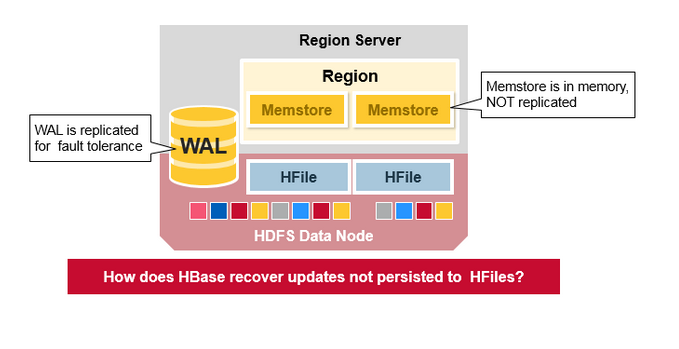 Region Server
Region
Memstore
Memstore
Memstore is in memory,
NOT replicated
WAL is replicated
for fault tolerance
WAL
HFile
HFile
HDFS Data Node
How does HBase recover updates not persisted to HFiles?